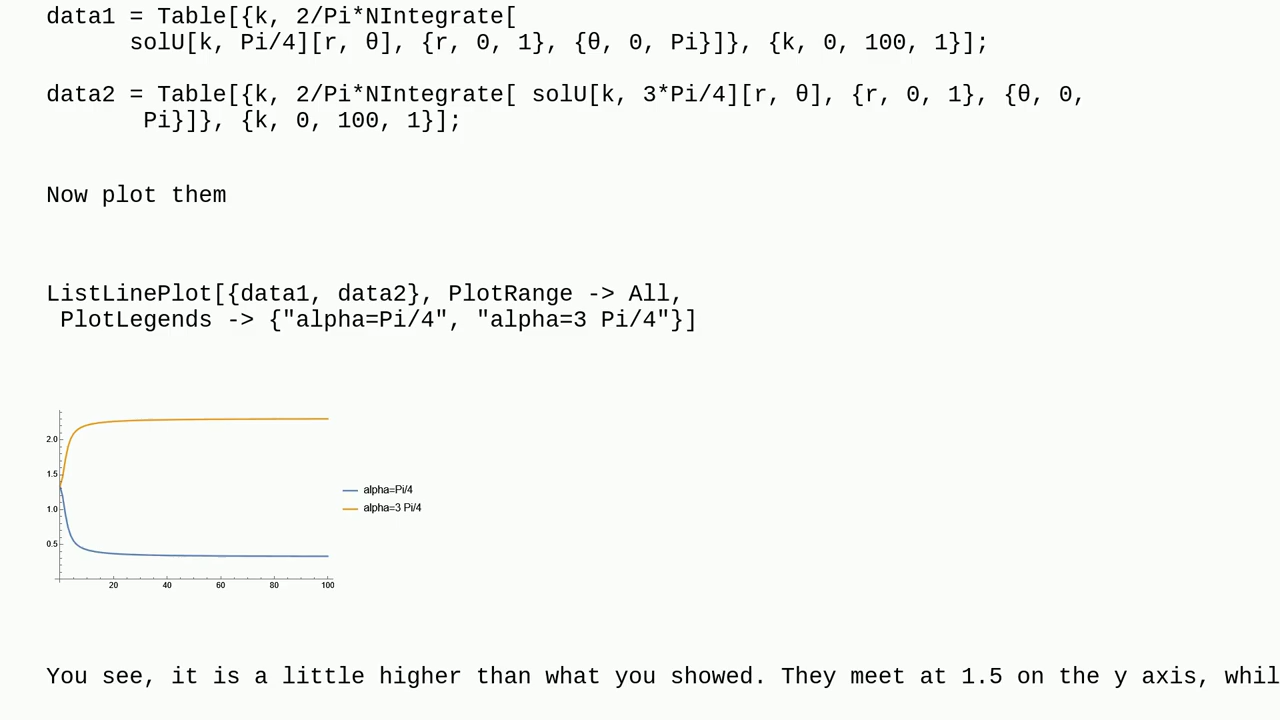 data1 = Table[{k, 2/Pi*NIntegrate[
solU[k, Pi/4][r, θ], {r, 0, 1}, {θ, 0, Pi}]}, {k, 0, 100, 1}];
data2 = Table[{k, 2/Pi*NIntegrate[ solU[k, 3*Pi/4][r, θ], {r, 0, 1}, {θ, 0,
Pi}]}, {k, 0, 100, 1}];
Now plot them
ListLinePlot[{data1, data2}, PlotRange -> All,
PlotLegends -> {"alpha=Pi/4", "alpha=3 Pi/4"}]
2.0
1.5
1.0
0.5
20 40 60 80 100
alpha=Pi/4
alpha=3 Pi/4
You see, it is a little higher than what you showed. They meet at 1.5 on the y axis, whil